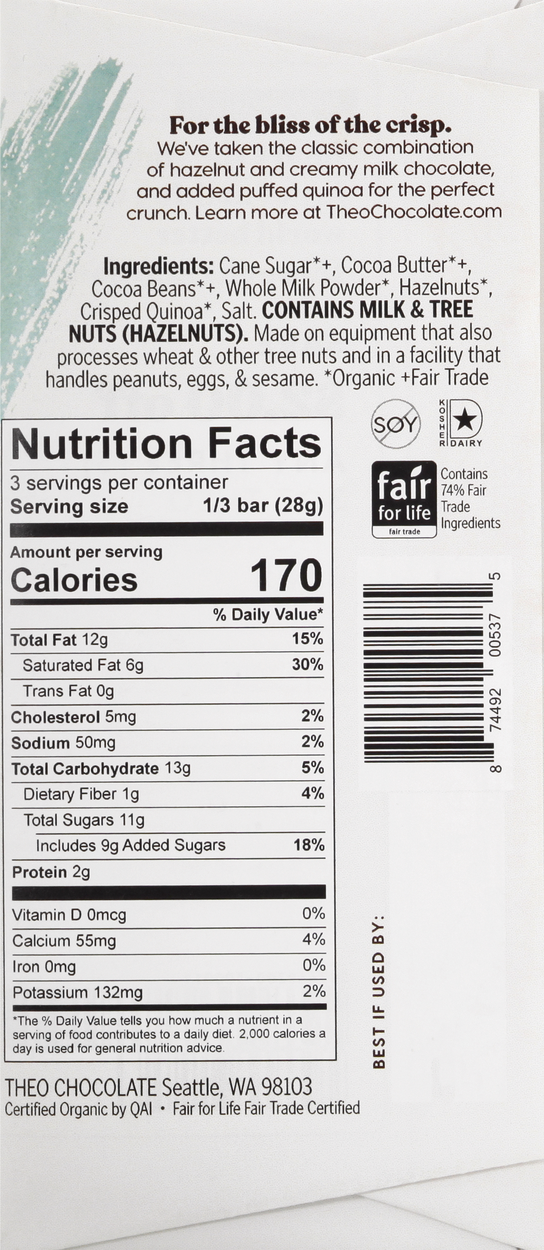 For the bliss of the crisp.
We've taken the classic combination
of hazelnut and creamy milk chocolate,
and added puffed quinoa for the perfect
crunch. Learn more at TheoChocolate.com
Ingredients: Cane Sugar*+, Cocoa Butter*+,
Cocoa Beans*+, Whole Milk Powder*, Hazelnuts*,
Crisped Quinoa*, Salt. CONTAINS MILK & TREE
NUTS (HAZELNUTS). Made on equipment that also
processes wheat & other tree nuts and in a facility that
handles peanuts, eggs, & sesame. *Organic +Fair Trade
SOY
KOSHER
D
DAIRY
fair
for life
fair trade
Contains
74% Fair
Trade
Ingredients
Nutrition Facts
3 servings per container
Serving size 1/3 bar (28g)
Amount per serving
Calories 170
% Daily Value*
Total Fat 12g 15%
Saturated Fat 6g 30%
Trans Fat 0g
Cholesterol 5mg 2%
Sodium 50mg 2%
Total Carbohydrate 13g 5%
Dietary Fiber 1g 4%
Total Sugars 11g
Includes 9g Added Sugars 18%
Protein 2g
Vitamin D 0mcg 0%
Calcium 55mg 4%
Iron 0mg 0%
Potassium 132mg 2%
*The % Daily Value tells you how much a nutrient in a
serving of food contributes to a daily diet. 2,000 calories a
day is used for general nutrition advice.
8 74492 00537 5
BEST IF USED BY:
THEO CHOCOLATE Seattle, WA 98103
Certified Organic by QAI • Fair for Life Fair Trade Certified